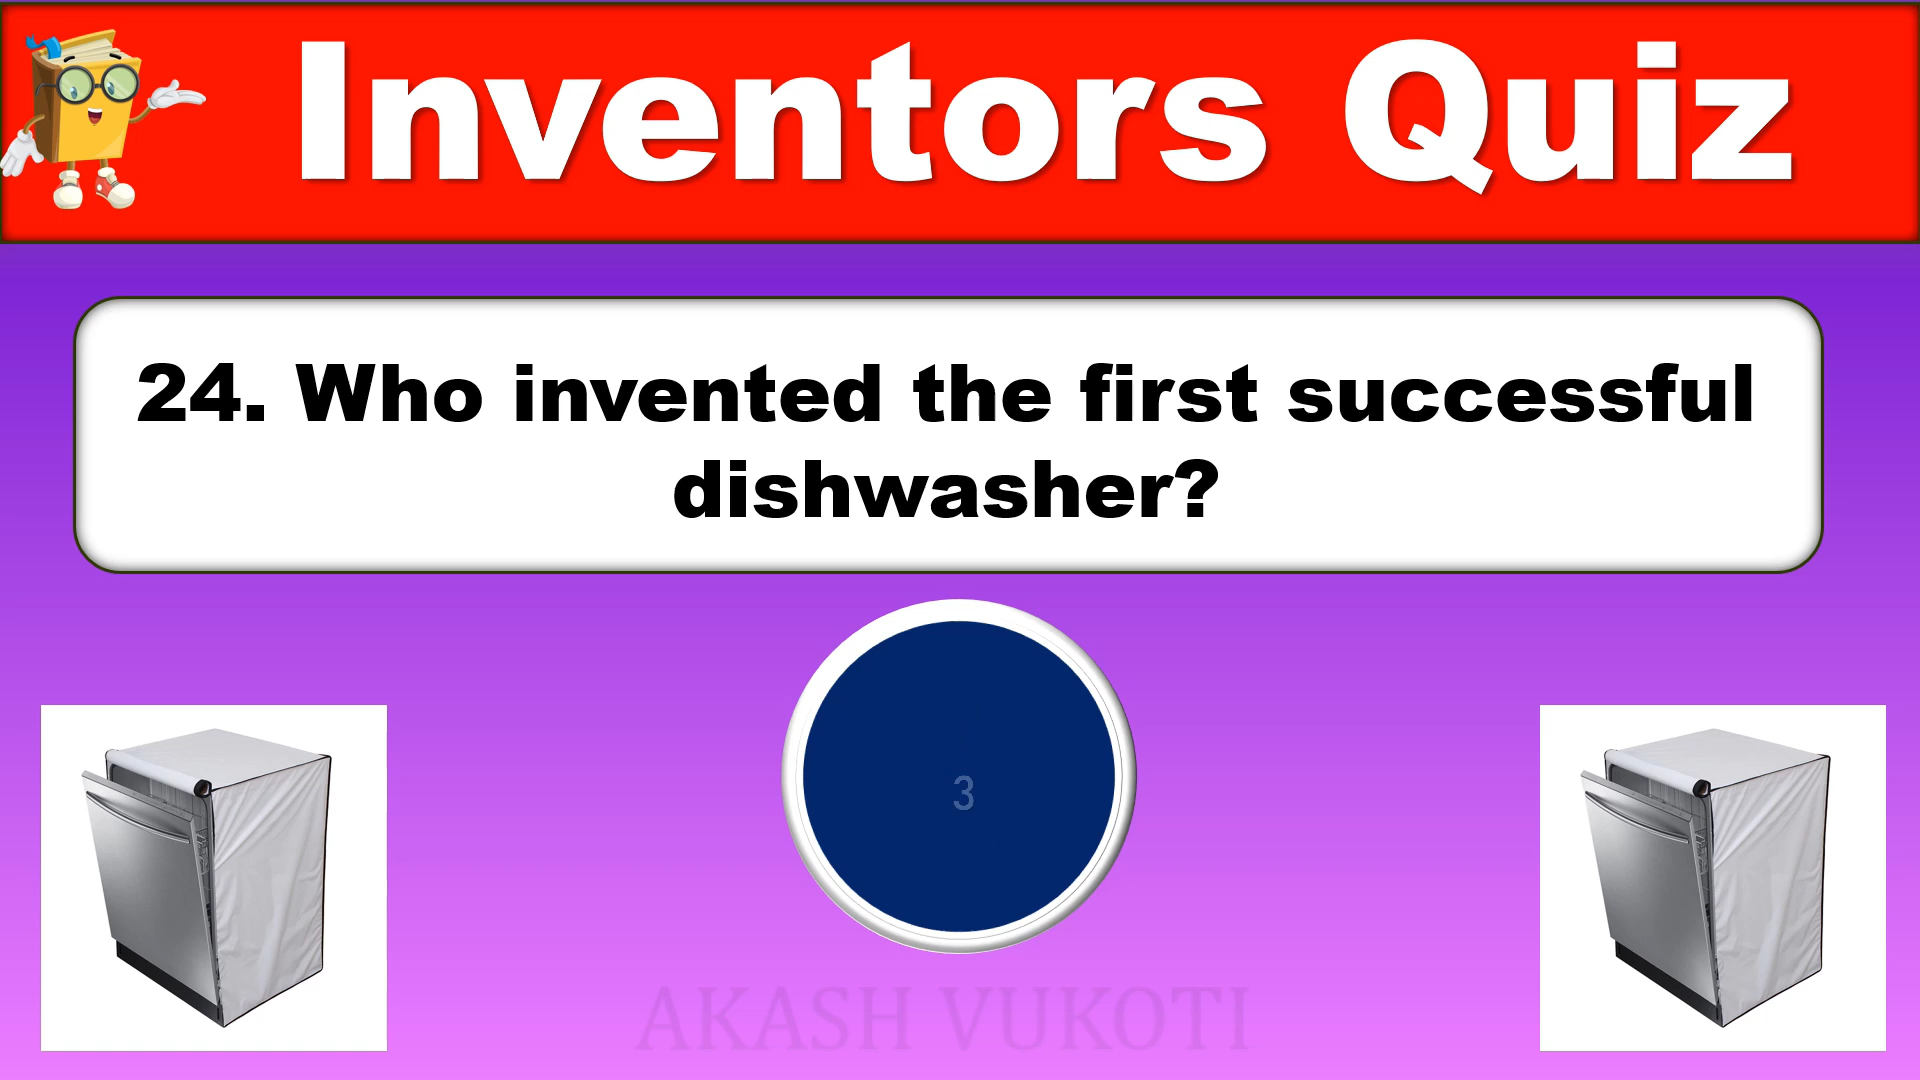 Inventors Quiz
24. Who invented the first successful
dishwasher?
3
AKASH VUKOTI